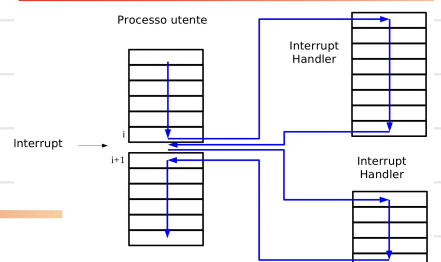 Processo utente
Interrupt
Handler
i
Interrupt
i+1
Interrupt
Handler